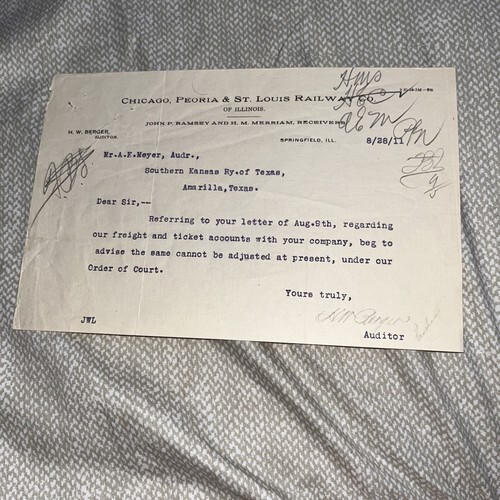 Chicago, Peoria & St. Louis Railway Co.
OF ILLINOIS.
JOHN P. RAMSEY AND H. M. MERRIAM, RECEIVERS
H. W. BERGER,
AUDITOR.
SPRINGFIELD, ILL. 8/28/11
Mr.A.E.Meyer, Audr.,
Southern Kansas Ry.of Texas,
Amarilla,Texas.
Dear Sir,--
Referring to your letter of Aug.9th, regarding
our freight and ticket accounts with your company, beg to
advise the same cannot be adjusted at present, under our
Order of Court.
Yours truly,
JWL
Auditor